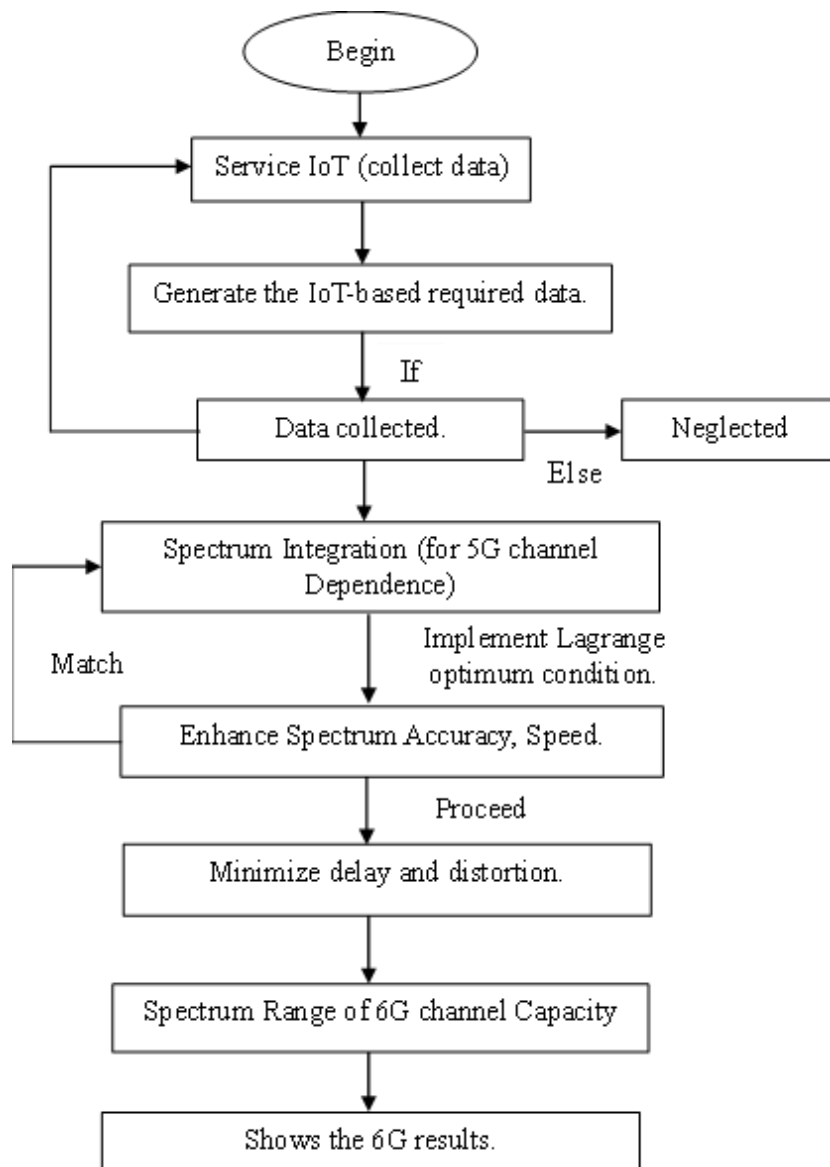 Begin
Service IoT (collect data)
Generate the IoT-based required data.
If
Data collected.
Neglected
Else
Spectrum Integration (for 5G channel
Dependence)
Implement Lagrange
optimum condition.
Match
Enhance Spectrum Accuracy, Speed.
Proceed
Minimize delay and distortion.
Spectrum Range of 6G channel Capacity
Shows the 6G results.